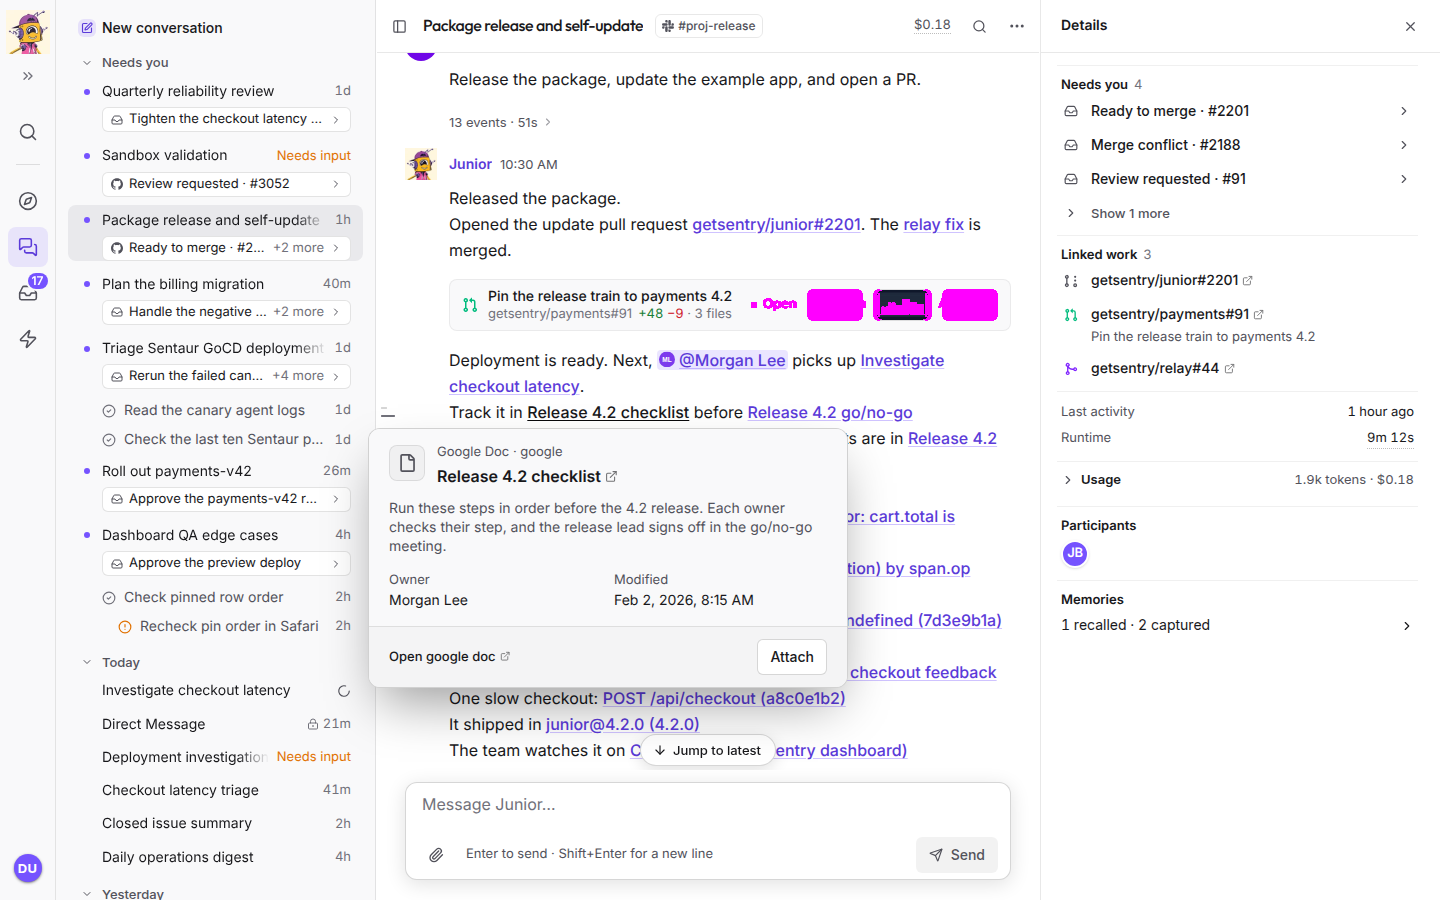 New conversation
Needs you
Quarterly reliability review 1d
Tighten the checkout latency ...
Sandbox validation Needs input
Review requested · #3052
Package release and self-update 1h
Ready to merge · #2... +2 more
Plan the billing migration 40m
Handle the negative ... +2 more
Triage Sentaur GoCD deployment 1d
Rerun the failed can... +4 more
Read the canary agent logs 1d
Check the last ten Sentaur p... 1d
Roll out payments-v42 26m
Approve the payments-v42 r...
Dashboard QA edge cases 4h
Approve the preview deploy
Check pinned row order 2h
Recheck pin order in Safari 2h
Today
Investigate checkout latency
Direct Message 21m
Deployment investigation Needs input
Checkout latency triage 41m
Closed issue summary 2h
Daily operations digest 4h
Yesterday
17
DU
Package release and self-update #proj-release $0.18
Release the package, update the example app, and open a PR.
13 events · 51s
Junior 10:30 AM
Released the package.
Opened the update pull request getsentry/junior#2201. The relay fix is
merged.
Pin the release train to payments 4.2
getsentry/payments#91 +48 −9 · 3 files
Open
Deployment is ready. Next, ML @Morgan Lee picks up Investigate
checkout latency.
Track it in Release 4.2 checklist before Release 4.2 go/no-go
ts are in Release 4.2
or: cart.total is
tion) by span.op
ndefined (7d3e9b1a)
checkout feedback
Google Doc · google
Release 4.2 checklist
Run these steps in order before the 4.2 release. Each owner
checks their step, and the release lead signs off in the go/no-go
meeting.
Owner Modified
Morgan Lee Feb 2, 2026, 8:15 AM
Open google doc Attach
One slow checkout: POST /api/checkout (a8c0e1b2)
It shipped in junior@4.2.0 (4.2.0)
The team watches it on C entry dashboard)
Jump to latest
Message Junior...
Enter to send · Shift+Enter for a new line Send
Details
Needs you 4
Ready to merge · #2201
Merge conflict · #2188
Review requested · #91
Show 1 more
Linked work 3
getsentry/junior#2201
getsentry/payments#91
Pin the release train to payments 4.2
getsentry/relay#44
Last activity 1 hour ago
Runtime 9m 12s
Usage 1.9k tokens · $0.18
Participants
JB
Memories
1 recalled · 2 captured